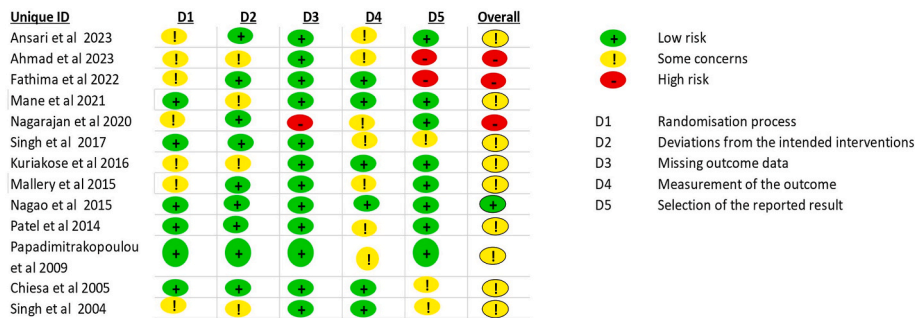 Unique ID D1 D2 D3 D4 D5 Overall
Ansari et al 2023 ! + + ! + !
Ahmad et al 2023 ! ! + ! - -
Fathima et al 2022 ! + + + - -
Mane et al 2021 + ! + + + !
Nagarajan et al 2020 ! + - ! + -
Singh et al 2017 + + + ! ! !
Kuriakose et al 2016 ! ! + + + !
Mallery et al 2015 ! + + ! + !
Nagao et al 2015 + + + + + +
Patel et al 2014 + + + ! + !
Papadimitrakopoulou
et al 2009 + + + ! + !
Chiesa et al 2005 + + + + ! !
Singh et al 2004 ! ! + + ! !
+ Low risk
! Some concerns
- High risk
D1 Randomisation process
D2 Deviations from the intended interventions
D3 Missing outcome data
D4 Measurement of the outcome
D5 Selection of the reported result